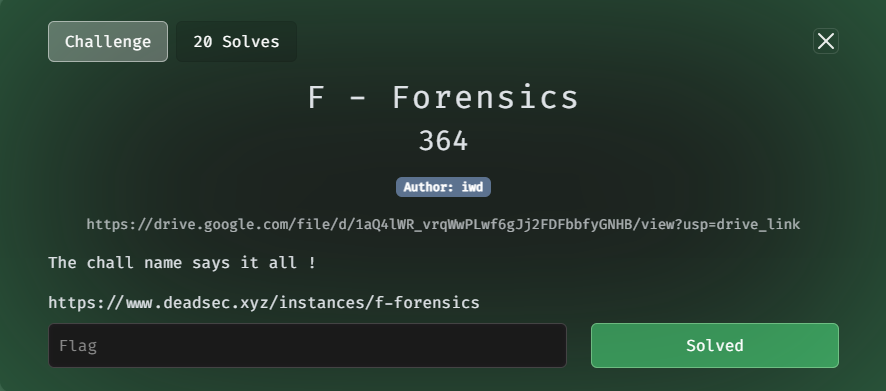 Challenge
20 Solves
F - Forensics
364
Author: iwd
https://drive.google.com/file/d/1aQ4lWR_vrqWwPLwf6gJj2FDFbbfyGNHB/view?usp=drive_link
The chall name says it all !
https://www.deadsec.xyz/instances/f-forensics
Flag
Solved